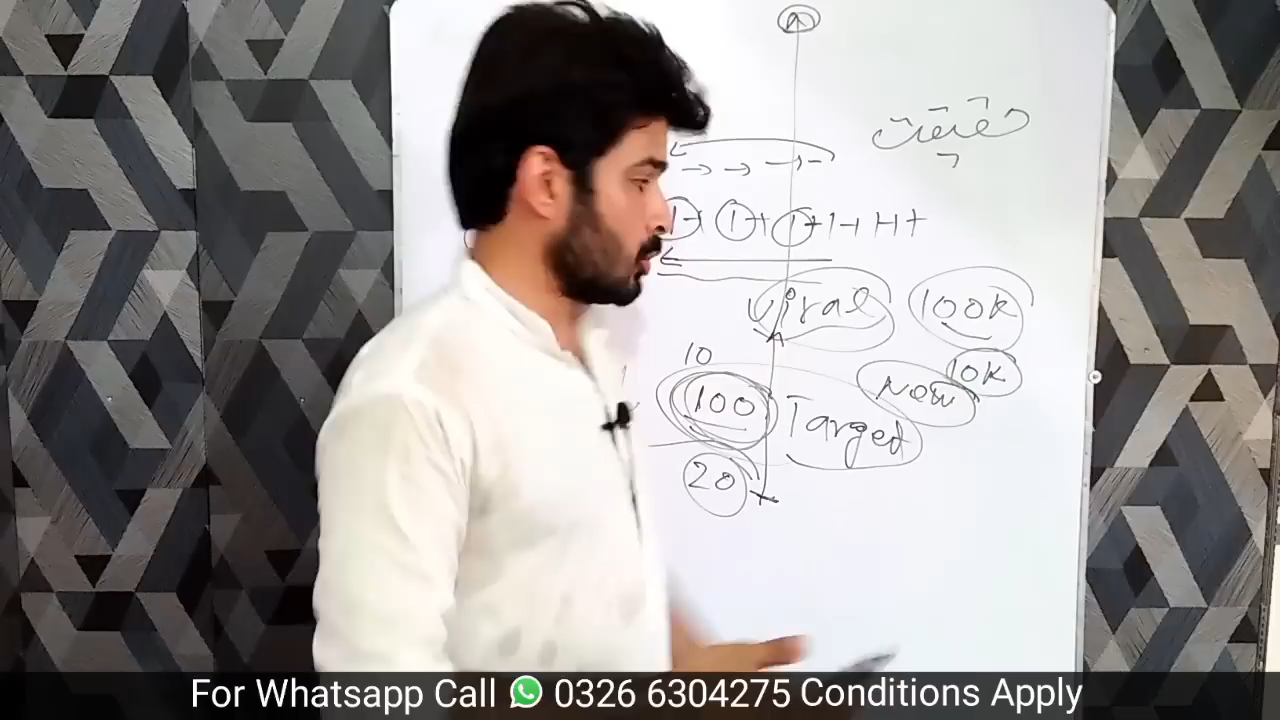 حقیقت
1+ 1+ 1+1+1+1+
Viral 100K
10 10K
100 Target Now
20
For Whatsapp Call 0326 6304275 Conditions Apply